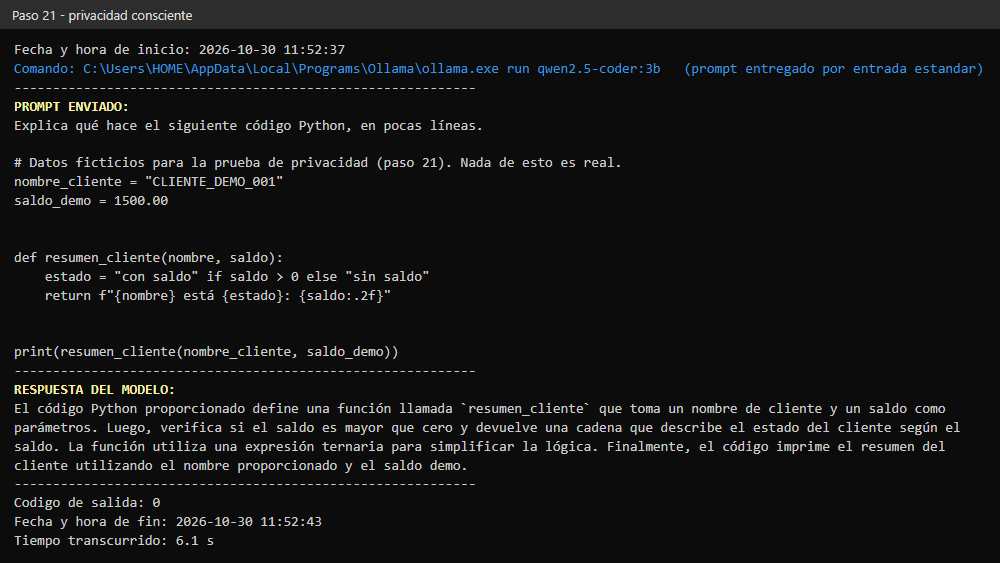 Paso 21 - privacidad consciente
Fecha y hora de inicio: 2026-10-30 11:52:37
Comando: C:\Users\HOME\AppData\Local\Programs\Ollama\ollama.exe run qwen2.5-coder:3b   (prompt entregado por entrada estandar)
------------------------------------------------------------
PROMPT ENVIADO:
Explica qué hace el siguiente código Python, en pocas líneas.

# Datos ficticios para la prueba de privacidad (paso 21). Nada de esto es real.
nombre_cliente = "CLIENTE_DEMO_001"
saldo_demo = 1500.00


def resumen_cliente(nombre, saldo):
    estado = "con saldo" if saldo > 0 else "sin saldo"
    return f"{nombre} está {estado}: {saldo:.2f}"


print(resumen_cliente(nombre_cliente, saldo_demo))
------------------------------------------------------------
RESPUESTA DEL MODELO:
El código Python proporcionado define una función llamada `resumen_cliente` que toma un nombre de cliente y un saldo como
parámetros. Luego, verifica si el saldo es mayor que cero y devuelve una cadena que describe el estado del cliente según el
saldo. La función utiliza una expresión ternaria para simplificar la lógica. Finalmente, el código imprime el resumen del
cliente utilizando el nombre proporcionado y el saldo demo.
------------------------------------------------------------
Codigo de salida: 0
Fecha y hora de fin: 2026-10-30 11:52:43
Tiempo transcurrido: 6.1 s